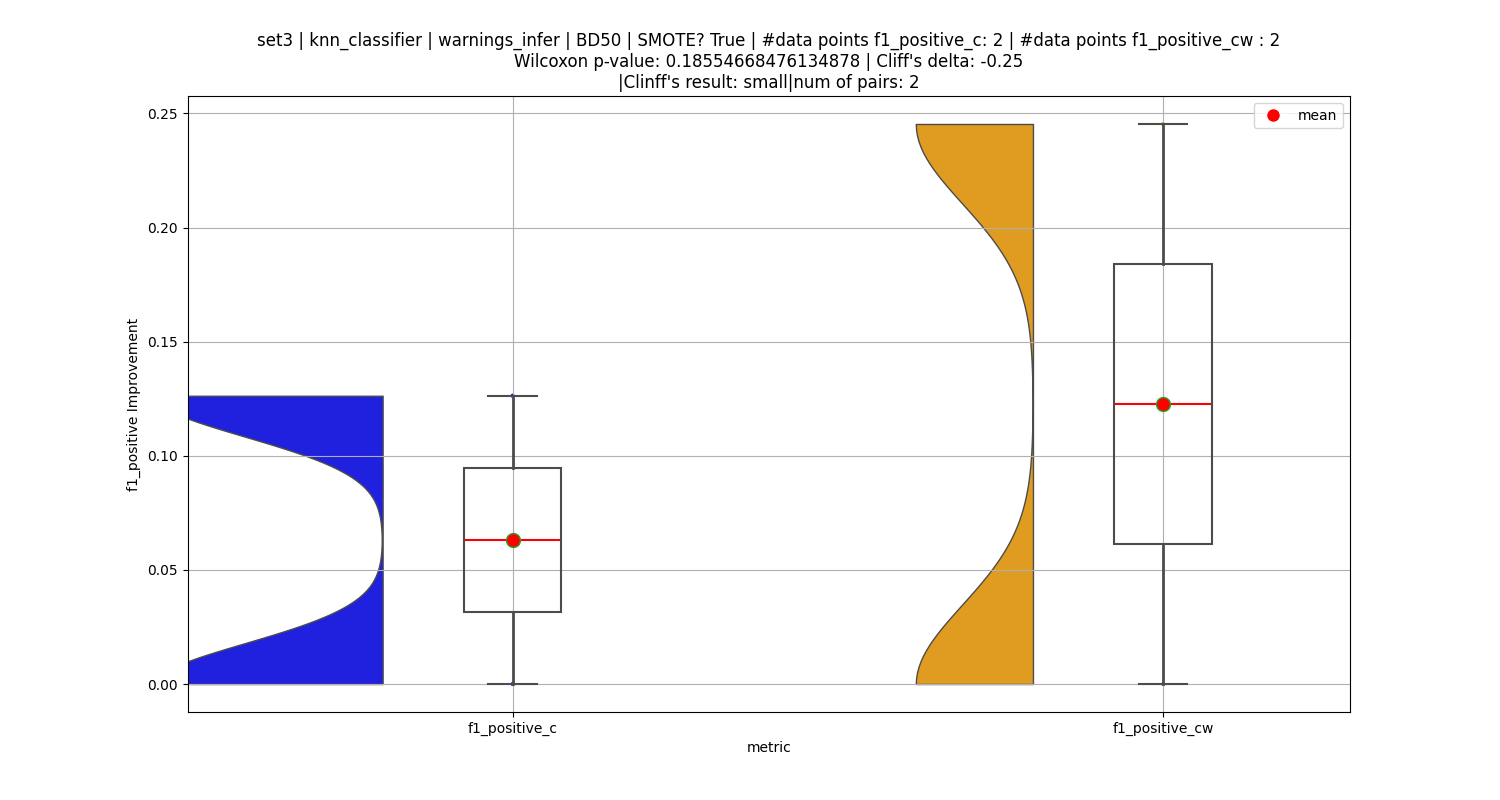 set3 | knn_classifier | warnings_infer | BD50 | SMOTE? True | #data points f1_positive_c: 2 | #data points f1_positive_cw : 2
Wilcoxon p-value: 0.18554668476134878 | Cliff's delta: -0.25
|Clinff's result: small|num of pairs: 2
mean
f1_positive Improvement
0.25
0.20
0.15
0.10
0.05
0.00
f1_positive_c
f1_positive_cw
metric